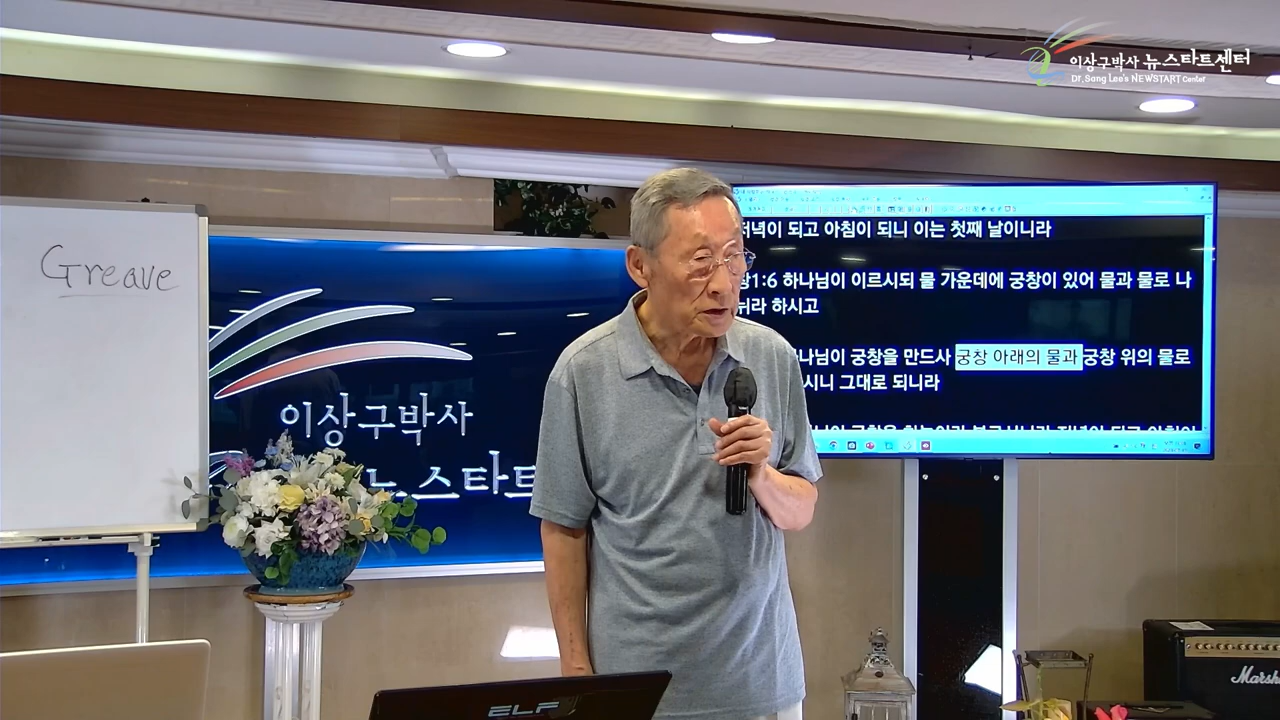 이상구박사 뉴스타트센터
Dr. Sang Lee's NEWSTART Center
Greave
이상구박사
뉴스타트
저녁이 되고 아침이 되니 이는 첫째 날이니라
창1:6 하나님이 이르시되 물 가운데에 궁창이 있어 물과 물로 나
뉘라 하시고
나님이 궁창을 만드사 궁창 아래의 물과 궁창 위의 물로
시니 그대로 되니라
ELF
Marsh